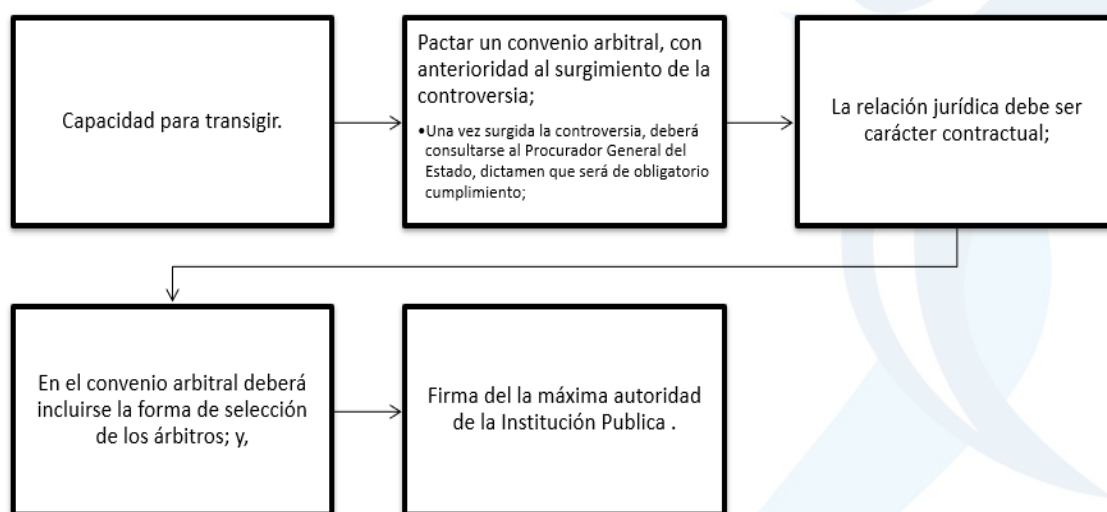 Capacidad para transigir.
Pactar un convenio arbitral, con
anterioridad al surgimiento de la
controversia;
•Una vez surgida la controversia, deberá
consultarse al Procurador General del
Estado, dictamen que será de obligatorio
cumplimiento;
La relación jurídica debe ser
carácter contractual;
En el convenio arbitral deberá
incluirse la forma de selección
de los árbitros; y,
Firma del la máxima autoridad
de la Institución Publica .